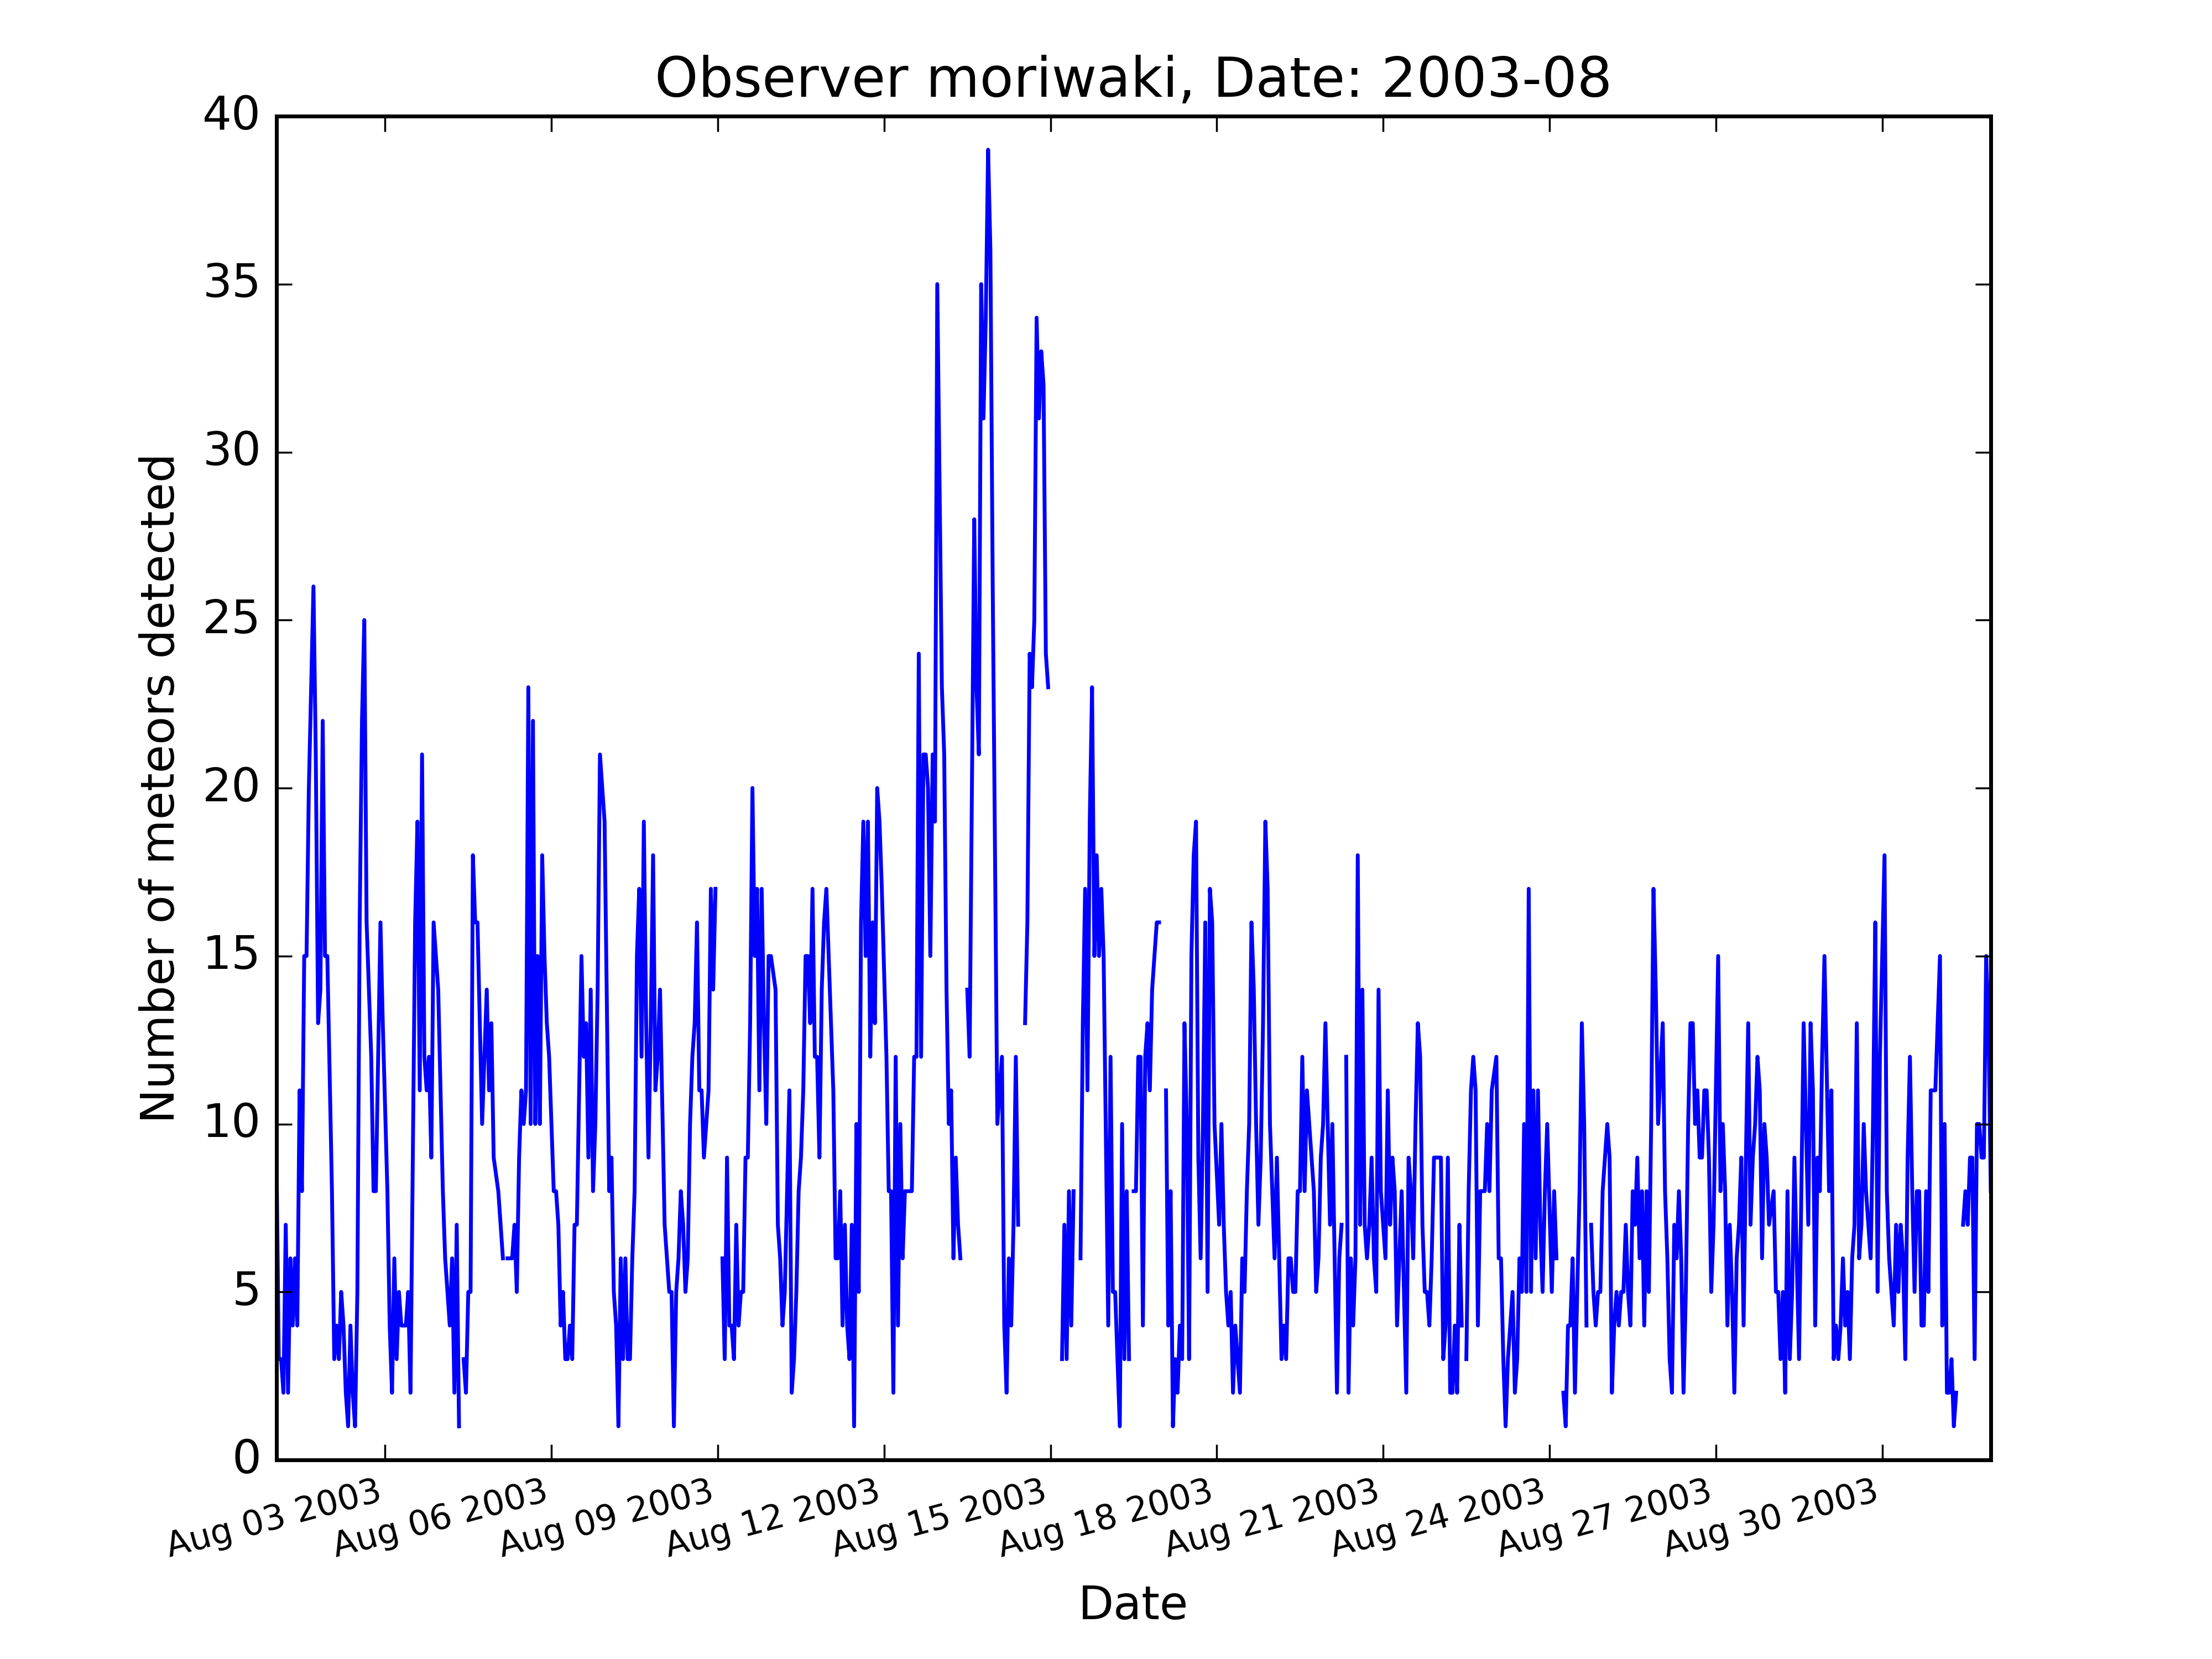 Observer moriwaki, Date: 2003-08
40
35
30
25
20
15
10
5
0
Number of meteors detected
Aug 03 2003
Aug 06 2003
Aug 09 2003
Aug 12 2003
Aug 15 2003
Aug 18 2003
Aug 21 2003
Aug 24 2003
Aug 27 2003
Aug 30 2003
Date